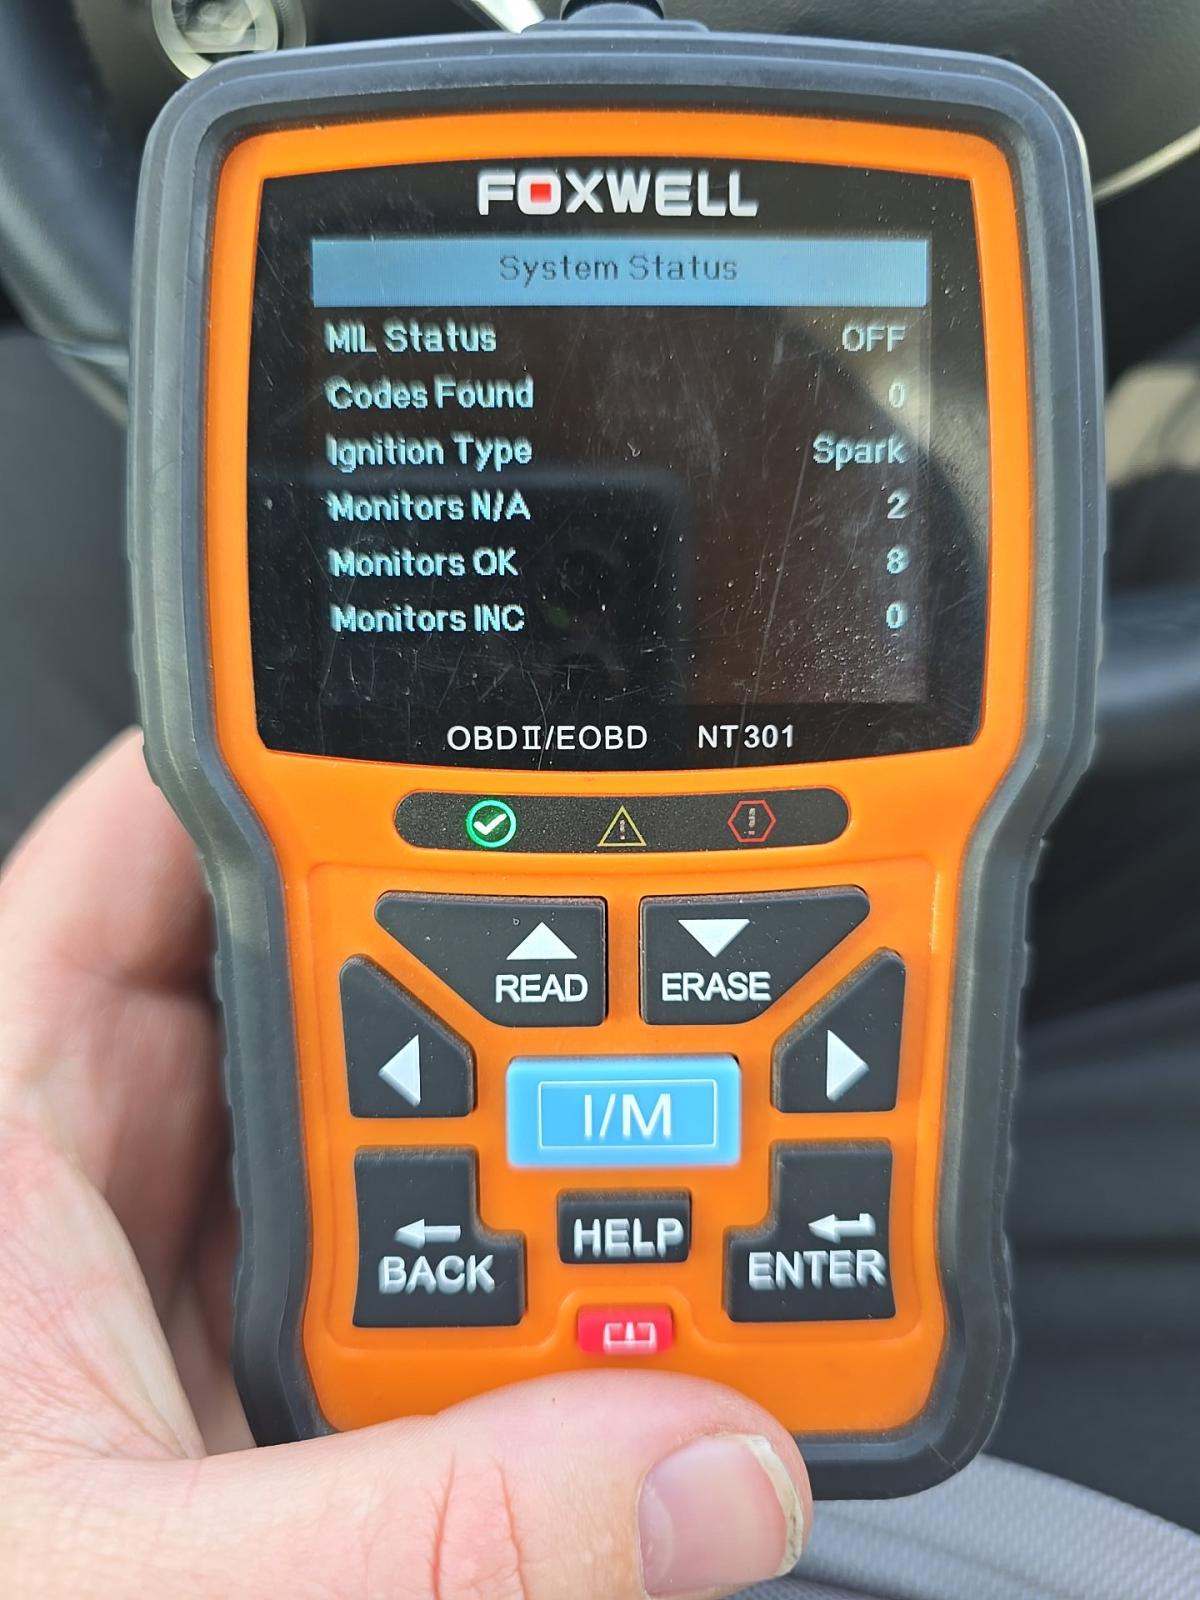 FOXWELL
System Status
MIL Status OFF
Codes Found 0
Ignition Type Spark
Monitors N/A 2
Monitors OK 8
Monitors INC 0
OBDⅡ/EOBD NT301
READ ERASE
I/M
HELP
BACK ENTER